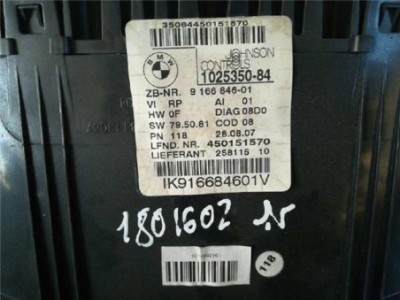 35084450151570
BMW
JOHNSON
CONTROLS
1025350-84
ZB-NR. 9 166 846-01
VI RP AI 01
HW 0F DIAG 08D0
SW 79.50.81 COD 08
PN 118 28.08.07
LFND. NR. 450151570
LIEFERANT 258115 10
IK916684601V
1801602 N
118